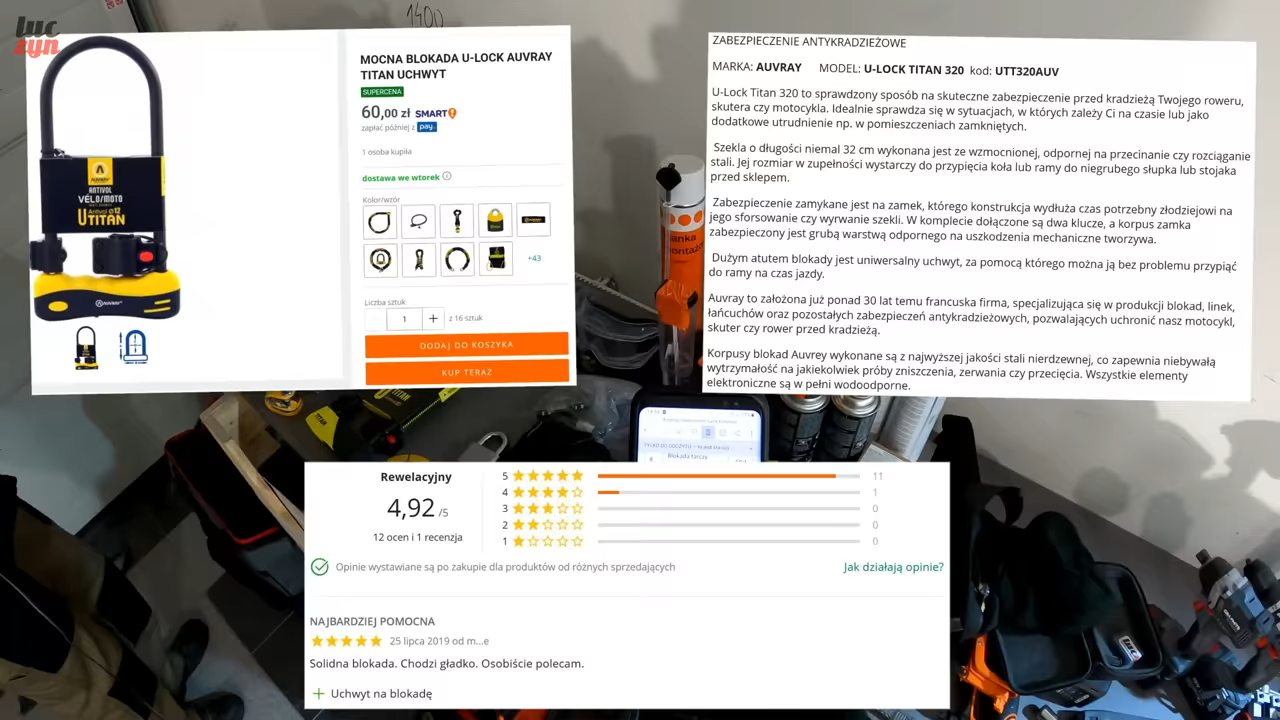 luc
zyn
1400
MOCNA BLOKADA U-LOCK AUVRAY
TITAN UCHWYT
SUPERCENA
60,00 zł SMART!
zapłać później z pay
1 osoba kupiła
dostawa we wtorek
Kolor/wzór
+43
Liczba sztuk
1 + z 16 sztuk
DODAJ DO KOSZYKA
KUP TERAZ
AUVRAY
ANTIVOL
VÉLO/MOTO
Antivol Ø12
U TITAN
AUVRAY
ZABEZPIECZENIE ANTYKRADZIEŻOWE
MARKA: AUVRAY MODEL: U-LOCK TITAN 320 kod: UTT320AUV
U-Lock Titan 320 to sprawdzony sposób na skuteczne zabezpieczenie przed kradzieżą Twojego roweru,
skutera czy motocykla. Idealnie sprawdza się w sytuacjach, w których zależy Ci na czasie lub jako
dodatkowe utrudnienie np. w pomieszczeniach zamkniętych.
Szekla o długości niemal 32 cm wykonana jest ze wzmocnionej, odpornej na przecinanie czy rozciąganie
stali. Jej rozmiar w zupełności wystarczy do przypięcia koła lub ramy do niegrubego słupka lub stojaka
przed sklepem.
Zabezpieczenie zamykane jest na zamek, którego konstrukcja wydłuża czas potrzebny złodziejowi na
jego sforsowanie czy wyrwanie szekli. W komplecie dołączone są dwa klucze, a korpus zamka
zabezpieczony jest grubą warstwą odpornego na uszkodzenia mechaniczne tworzywa.
Dużym atutem blokady jest uniwersalny uchwyt, za pomocą którego można ją bez problemu przypiąć
do ramy na czas jazdy.
Auvray to założona już ponad 30 lat temu francuska firma, specjalizująca się w produkcji blokad, linek,
łańcuchów oraz pozostałych zabezpieczeń antykradzieżowych, pozwalających uchronić nasz motocykl,
skuter czy rower przed kradzieżą.
Korpusy blokad Auvrey wykonane są z najwyższej jakości stali nierdzewnej, co zapewnia niebywałą
wytrzymałość na jakiekolwiek próby zniszczenia, zerwania czy przecięcia. Wszystkie elementy
elektroniczne są w pełni wodoodporne.
TITAN
Blokada tarczy
Rewelacyjny
4,92 /5
12 ocen i 1 recenzja
5 11
4 1
3 0
2 0
1 0
Opinie wystawiane są po zakupie dla produktów od różnych sprzedających
Jak działają opinie?
NAJBARDZIEJ POMOCNA
25 lipca 2019 od m...e
Solidna blokada. Chodzi gładko. Osobiście polecam.
+ Uchwyt na blokadę